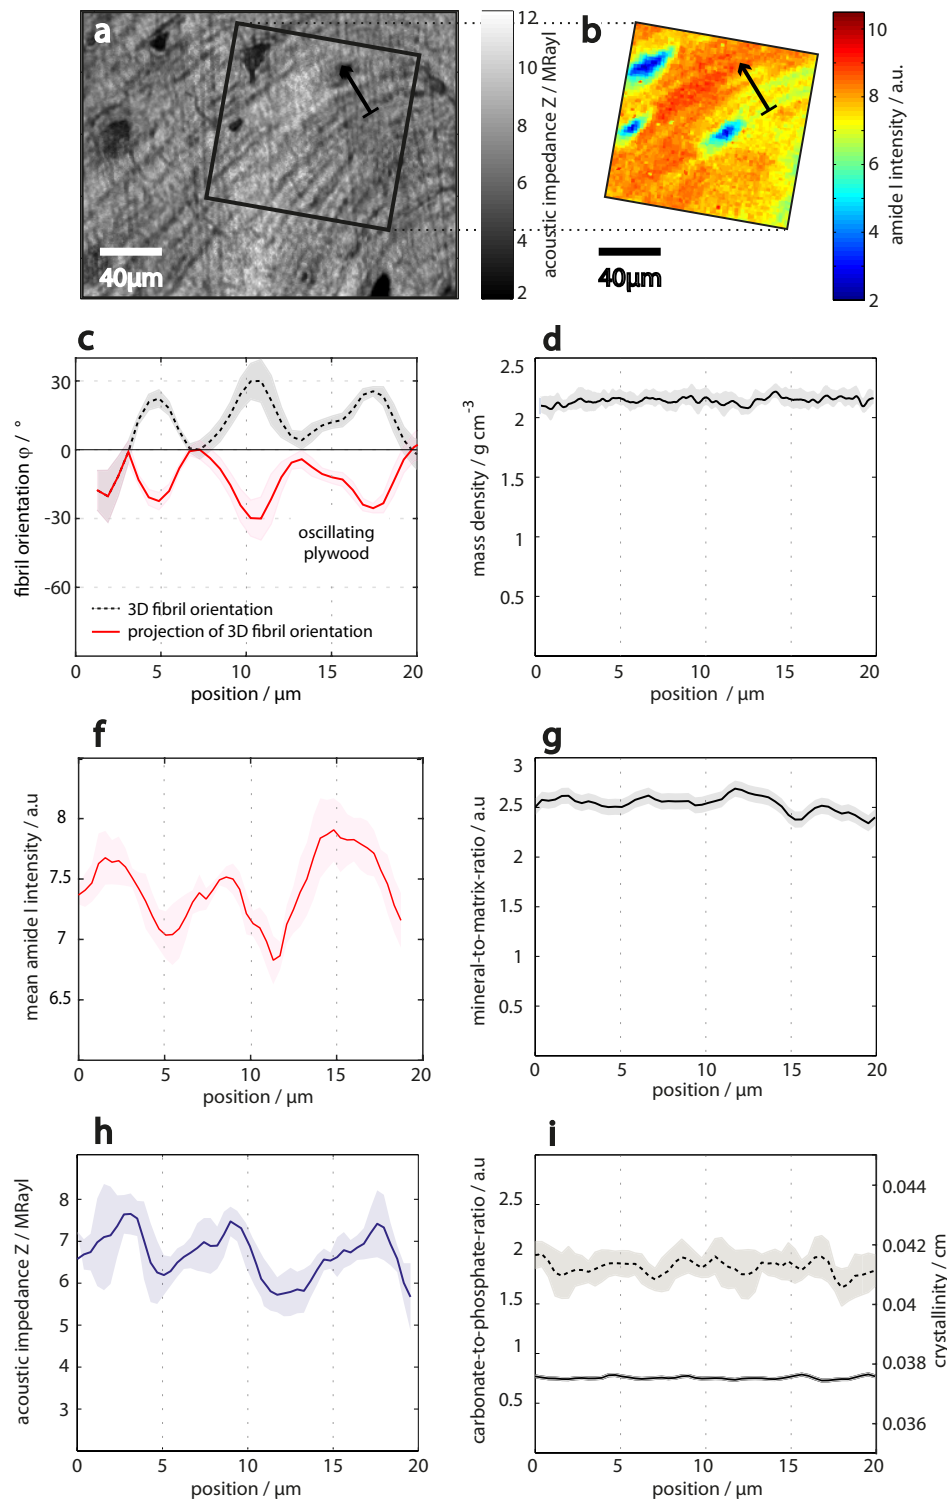 a
40µm
12
10
8
6
4
2
acoustic impedance Z / MRayl
b
40µm
10
8
6
4
2
amide I intensity / a.u.
c
30
0
-30
-60
fibril orientation φ / °
oscillating
plywood
3D fibril orientation
projection of 3D fibril orientation
0
5
10
15
20
position / µm
d
2.5
2
1.5
1
0.5
mass density / g cm⁻³
0
5
10
15
20
position / µm
f
8
7.5
7
6.5
mean amide I intensity / a.u
0
5
10
15
20
position / µm
g
3
2.5
2
1.5
1
0.5
mineral-to-matrix-ratio / a.u
0
5
10
15
20
position / µm
h
8
7
6
5
4
3
acoustic impedance Z / MRayl
0
5
10
15
20
position / µm
i
2.5
2
1.5
1
0.5
carbonate-to-phosphate-ratio / a.u
0.044
0.042
0.04
0.038
0.036
crystallinity / cm
0
5
10
15
20
position / µm